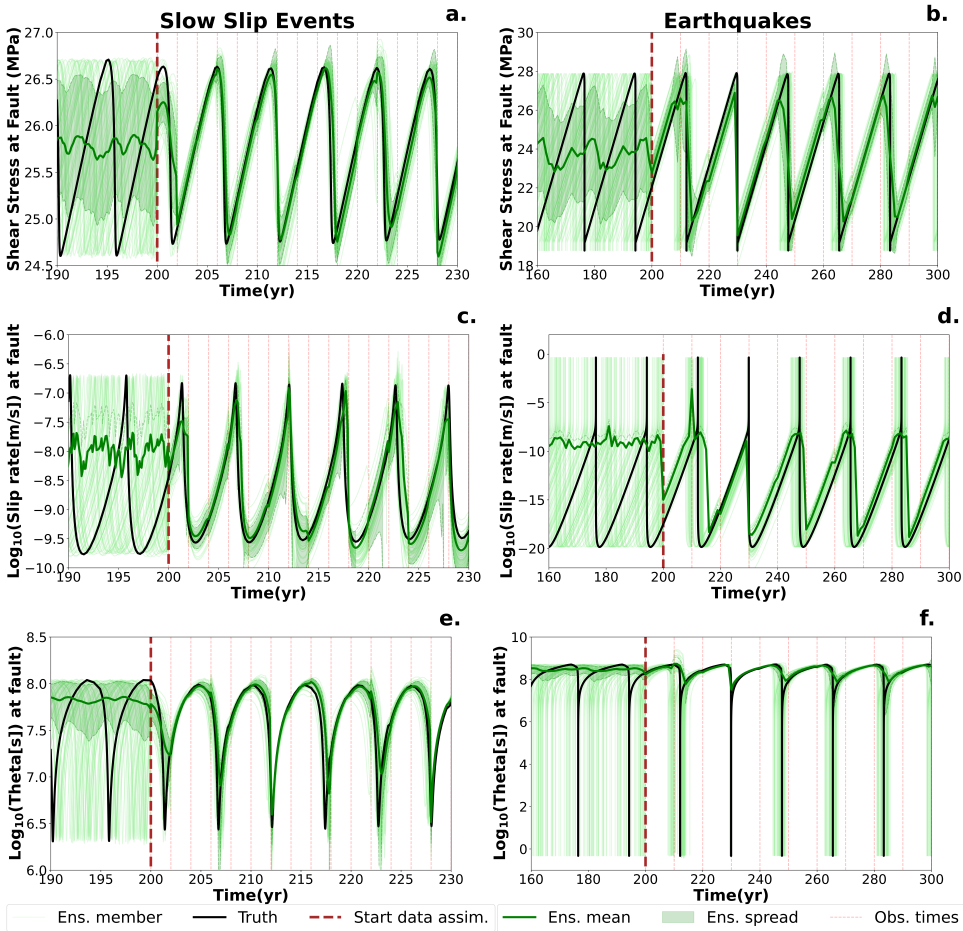 Slow Slip Events
a.
Shear Stress at Fault (MPa)
27.0
26.5
26.0
25.5
25.0
24.5
190 195 200 205 210 215 220 225 230
Time(yr)
Earthquakes
b.
Shear Stress at Fault (MPa)
30
28
26
24
22
20
18
160 180 200 220 240 260 280 300
Time(yr)
c.
Log10(Slip rate[m/s]) at fault
−6.0
−6.5
−7.0
−7.5
−8.0
−8.5
−9.0
−9.5
−10.0
190 195 200 205 210 215 220 225 230
Time(yr)
d.
Log10(Slip rate[m/s]) at fault
0
−5
−10
−15
−20
160 180 200 220 240 260 280 300
Time(yr)
e.
Log10(Theta[s]) at fault)
8.5
8.0
7.5
7.0
6.5
6.0
190 195 200 205 210 215 220 225 230
Time(yr)
f.
Log10(Theta[s]) at fault)
10
8
6
4
2
0
160 180 200 220 240 260 280 300
Time(yr)
Ens. member Truth Start data assim. Ens. mean Ens. spread Obs. times